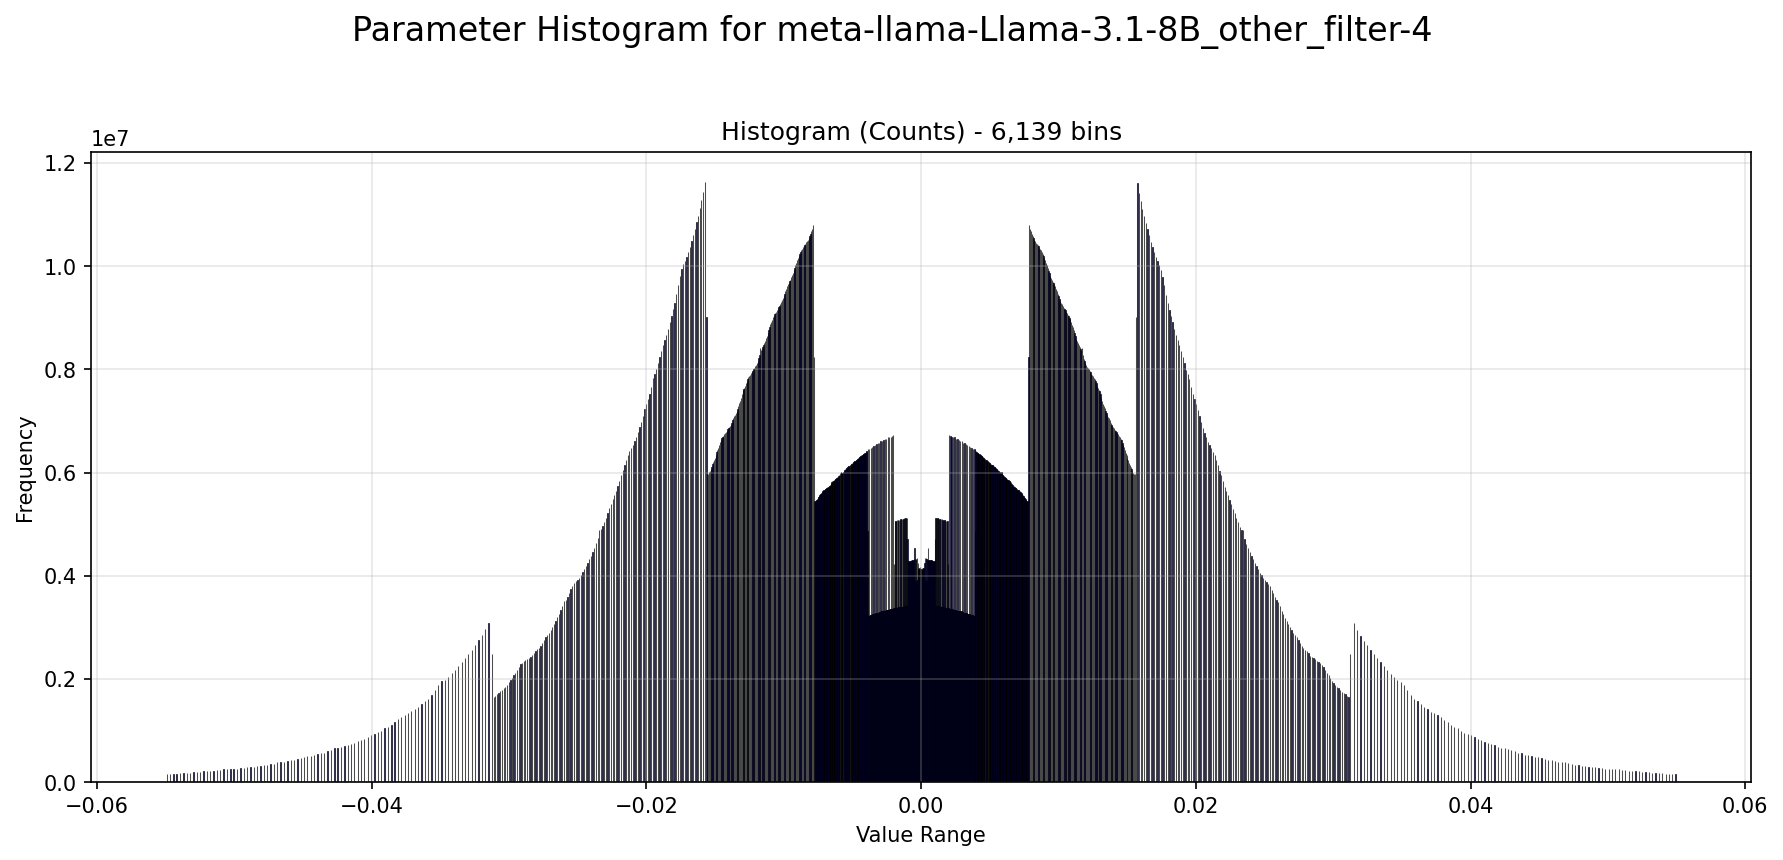 Parameter Histogram for meta-llama-Llama-3.1-8B_other_filter-4
Histogram (Counts) - 6,139 bins
1e7
1.2
1.0
0.8
0.6
0.4
0.2
0.0
Frequency
−0.06 −0.04 −0.02 0.00 0.02 0.04 0.06
Value Range